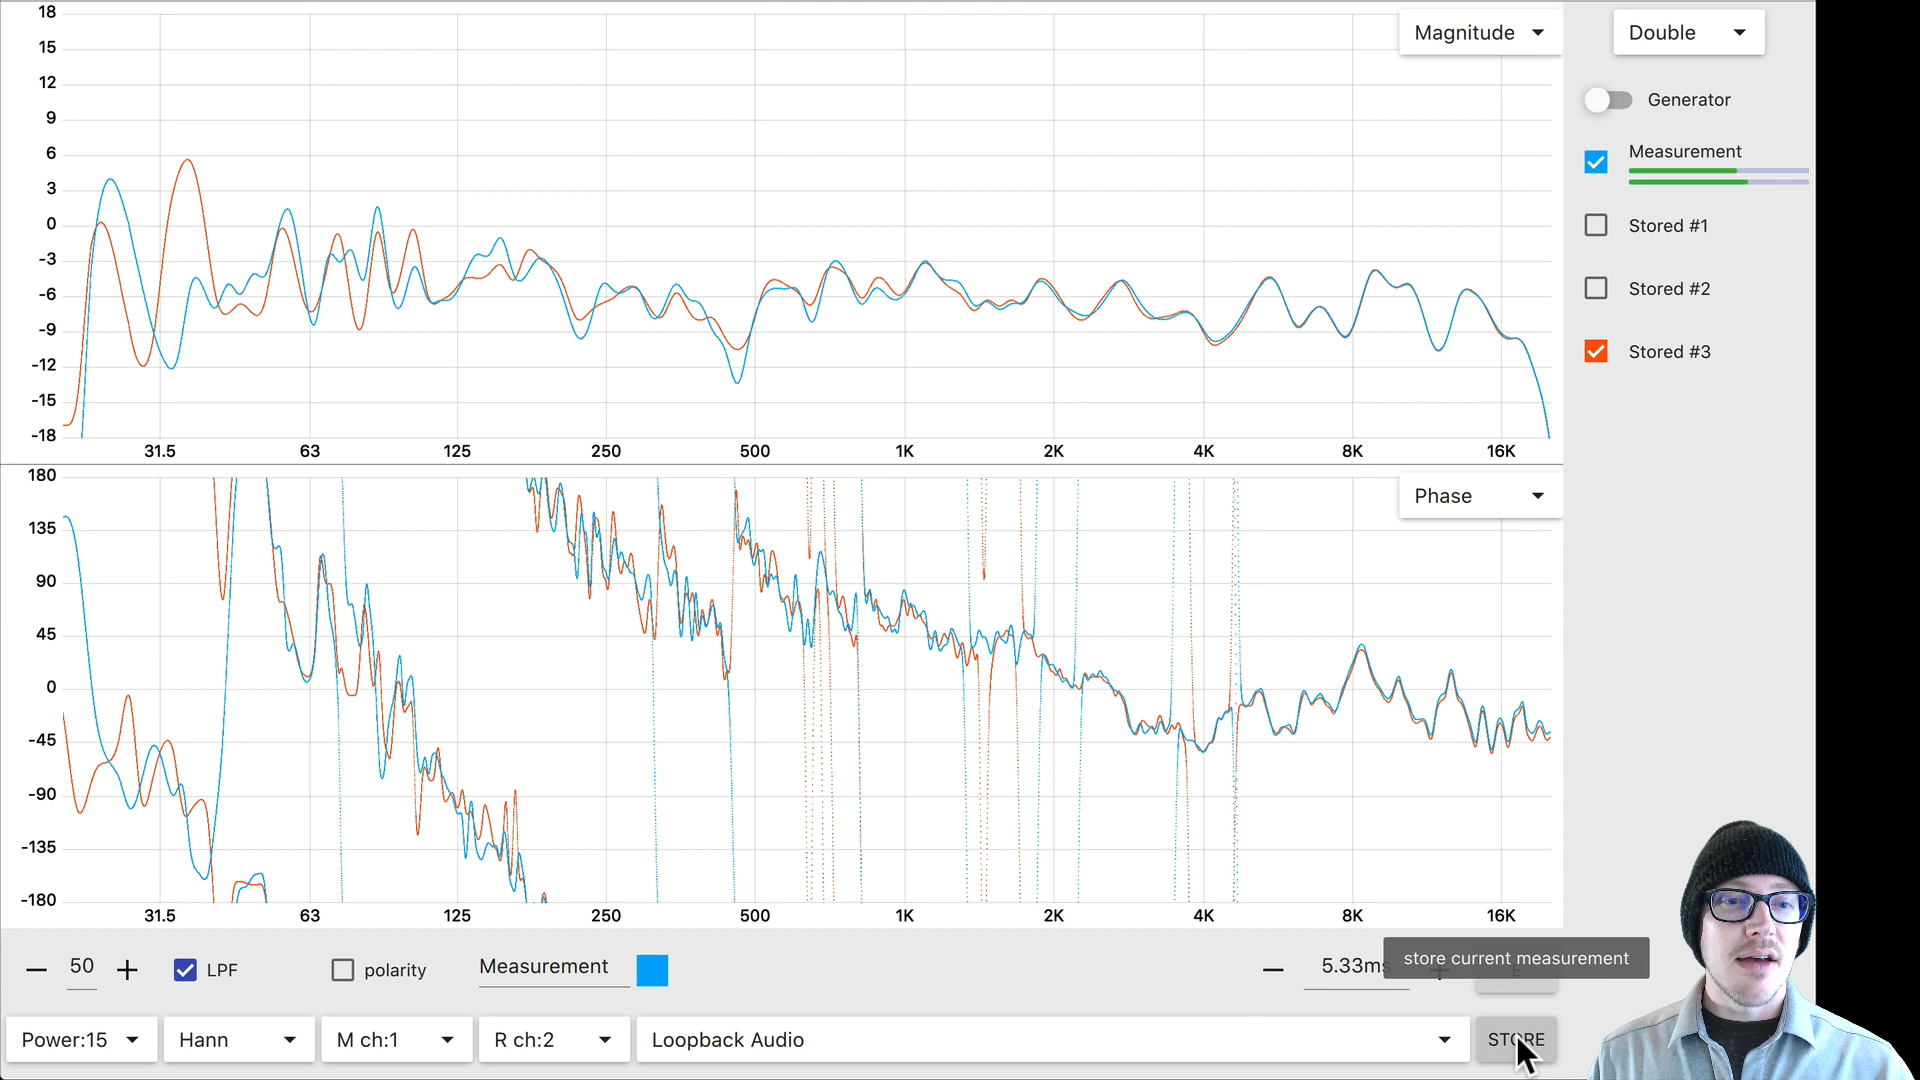 18
15
12
9
6
3
0
-3
-6
-9
-12
-15
-18
31.5 63 125 250 500 1K 2K 4K 8K 16K
Magnitude
Double
Generator
Measurement
Stored #1
Stored #2
Stored #3
180
135
90
45
0
-45
-90
-135
-180
31.5 63 125 250 500 1K 2K 4K 8K 16K
Phase
− 50 + LPF polarity Measurement − 5.33ms
store current measurement
Power:15 Hann M ch:1 R ch:2 Loopback Audio STORE